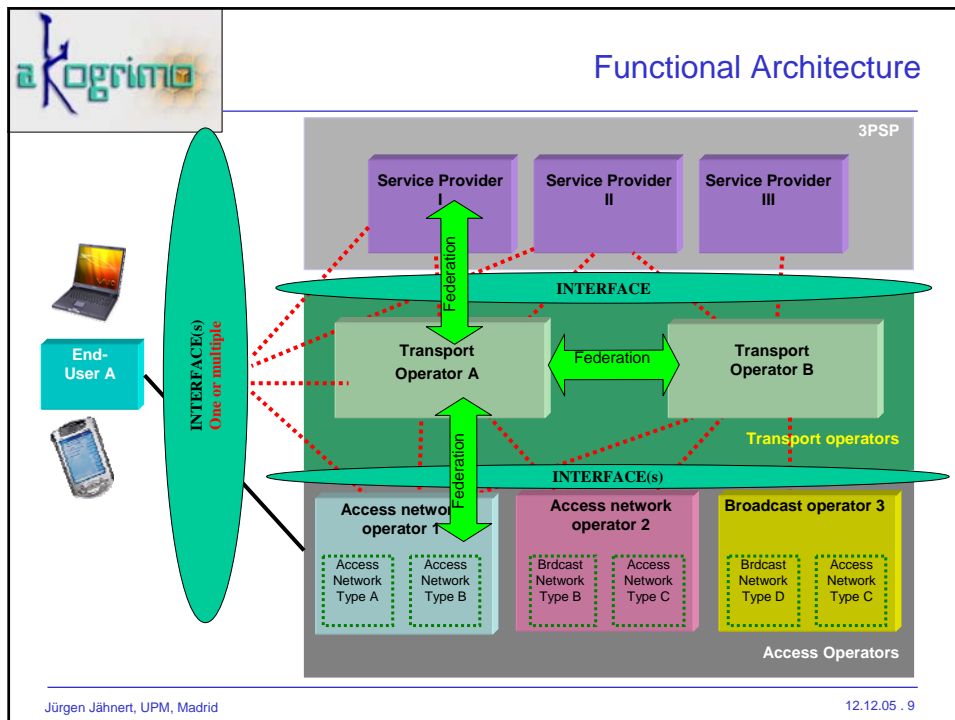 akogrimo
Functional Architecture
3PSP
Service Provider
I
Service Provider
II
Service Provider
III
Federation
INTERFACE
INTERFACE(s)
One or multiple
End-
User A
Transport
Operator A
Federation
Transport
Operator B
Transport operators
Federation
INTERFACE(s)
Access network
operator 1
Access
Network
Type A
Access
Network
Type B
Access network
operator 2
Brdcast
Network
Type B
Access
Network
Type C
Broadcast operator 3
Brdcast
Network
Type D
Access
Network
Type C
Access Operators
Jürgen Jähnert, UPM, Madrid
12.12.05 . 9